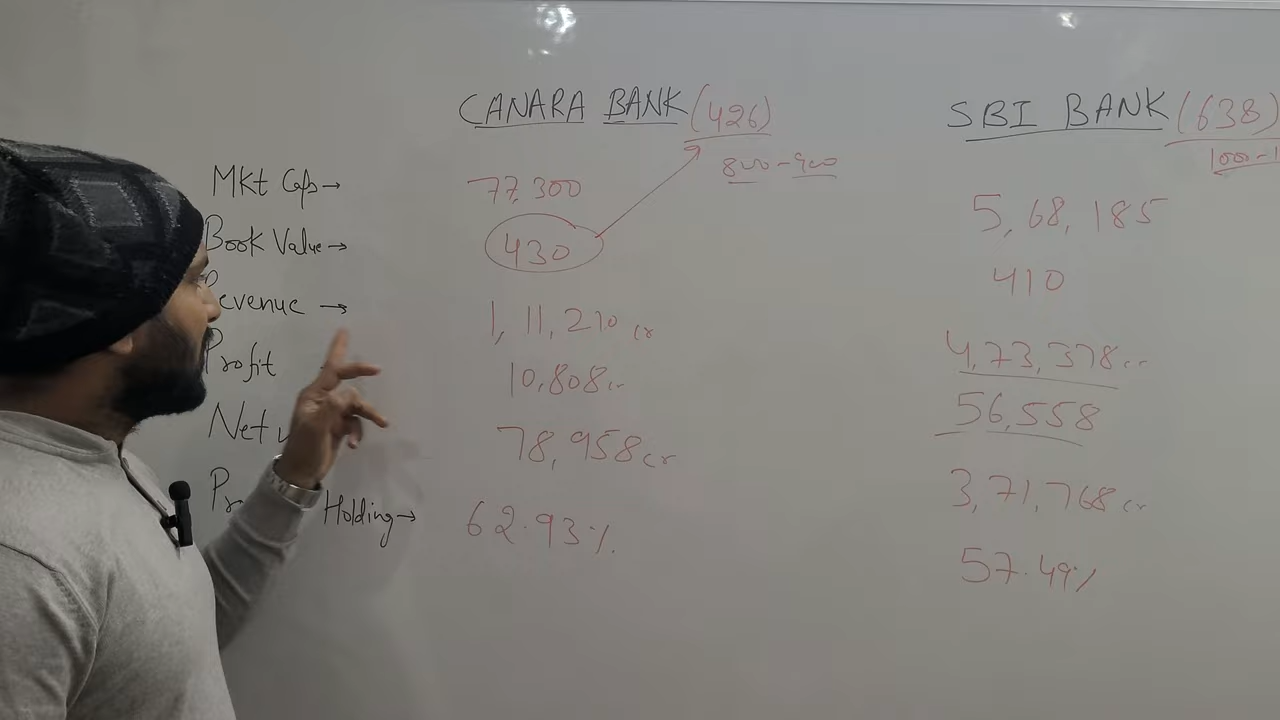 CANARA BANK (426)
800-900
SBI BANK (638)
1000-1
Mkt Cap→ 77,300 5,68,185
Book Value→ 430 410
Revenue → 1,11,210 cr 4,73,378 cr
Profit 10,808 cr 56,558
Net 78,958 cr 3,71,768 cr
Holding→ 62.93% 57.49%